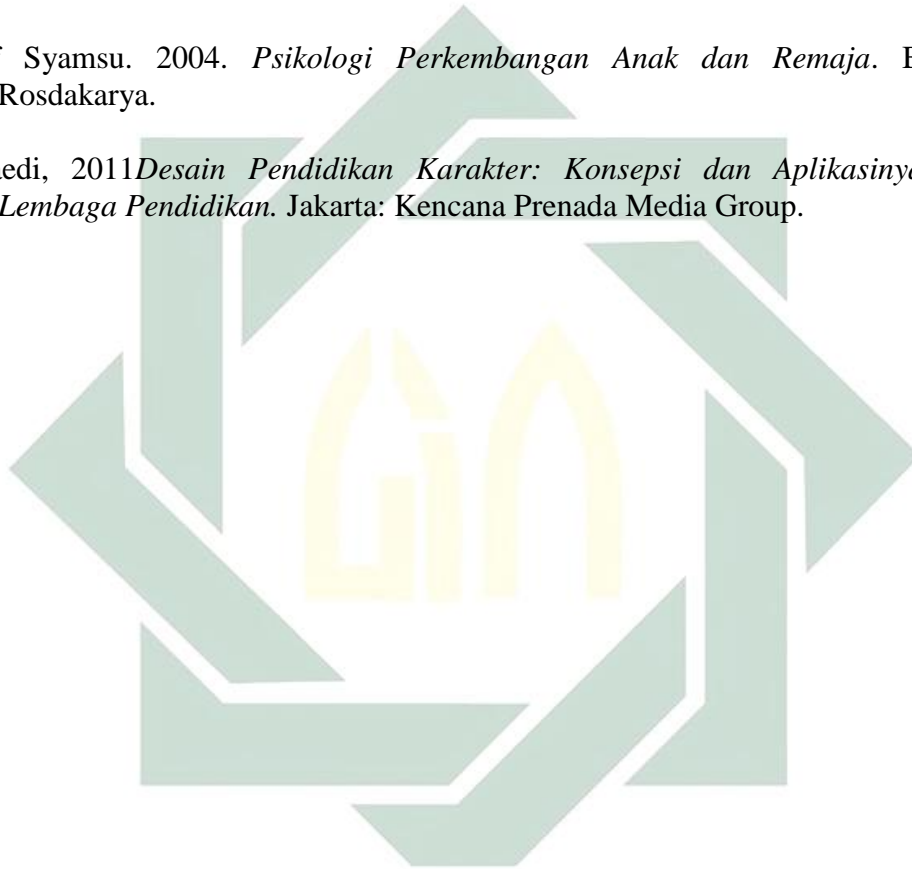 Syamsu. 2004. Psikologi Perkembangan Anak dan Remaja.
Rosdakarya.
2011Desain Pendidikan Karakter: Konsepsi dan Aplikasinya
Lembaga Pendidikan. Jakarta: Kencana Prenada Media Group.